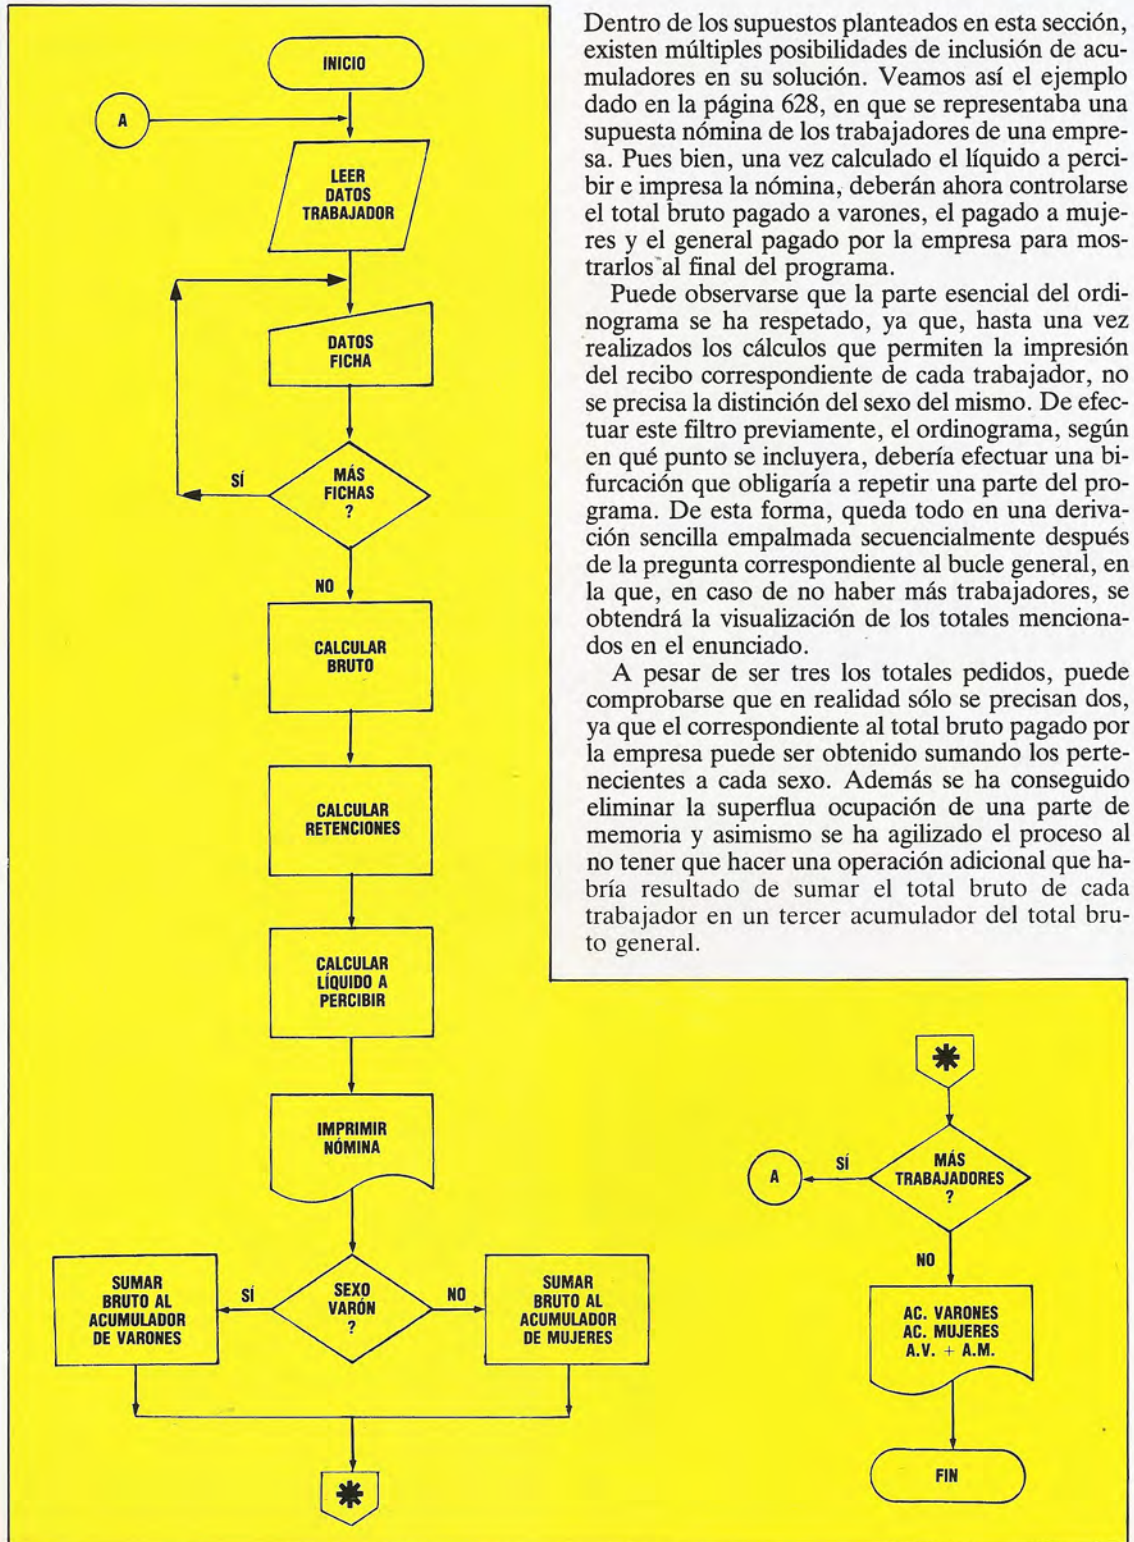 Dentro de los supuestos planteados en esta sección,
existen múltiples posibilidades de inclusión de acu-
muladores en su solución. Veamos así el ejemplo
dado en la página 628, en que se representaba una
supuesta nómina de los trabajadores de una empre-
sa. Pues bien, una vez calculado el líquido a perci-
bir e impresa la nómina, deberán ahora controlarse
el total bruto pagado a varones, el pagado a muje-
res y el general pagado por la empresa para mos-
trarlos al final del programa.
Puede observarse que la parte esencial del ordi-
nograma se ha respetado, ya que, hasta una vez
realizados los cálculos que permiten la impresión
del recibo correspondiente de cada trabajador, no
se precisa la distinción del sexo del mismo. De efec-
tuar este filtro previamente, el ordinograma, según
en qué punto se incluyera, debería efectuar una bi-
furcación que obligaría a repetir una parte del pro-
grama. De esta forma, queda todo en una deriva-
ción sencilla empalmada secuencialmente después
de la pregunta correspondiente al bucle general, en
la que, en caso de no haber más trabajadores, se
obtendrá la visualización de los totales menciona-
dos en el enunciado.
A pesar de ser tres los totales pedidos, puede
comprobarse que en realidad sólo se precisan dos,
ya que el correspondiente al total bruto pagado por
la empresa puede ser obtenido sumando los perte-
necientes a cada sexo. Además se ha conseguido
eliminar la superflua ocupación de una parte de
memoria y asimismo se ha agilizado el proceso al
no tener que hacer una operación adicional que ha-
bría resultado de sumar el total bruto de cada
trabajador en un tercer acumulador del total bru-
to general.
INICIO
A
LEER
DATOS
TRABAJADOR
DATOS
FICHA
SÍ
MÁS
FICHAS
?
NO
CALCULAR
BRUTO
CALCULAR
RETENCIONES
CALCULAR
LÍQUIDO A
PERCIBIR
IMPRIMIR
NÓMINA
SUMAR
BRUTO AL
ACUMULADOR
DE VARONES
SÍ
SEXO
VARÓN
?
NO
SUMAR
BRUTO AL
ACUMULADOR
DE MUJERES
*
*
A
SÍ
MÁS
TRABAJADORES
?
NO
AC. VARONES
AC. MUJERES
A.V. + A.M.
FIN